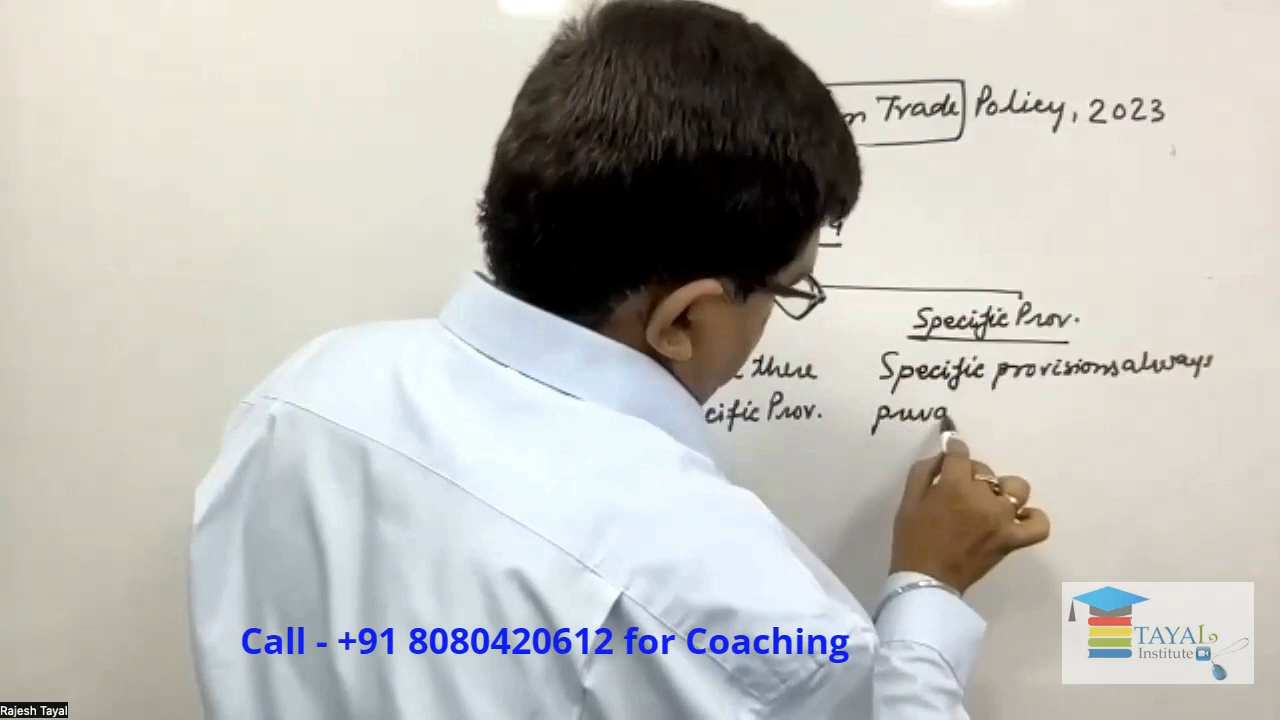 Trade Policy, 2023
Specific Prov.
there
Specific provisions always
cific Prov.
preva
Call - +91 8080420612 for Coaching
TAYAL
Institute
Rajesh Tayal